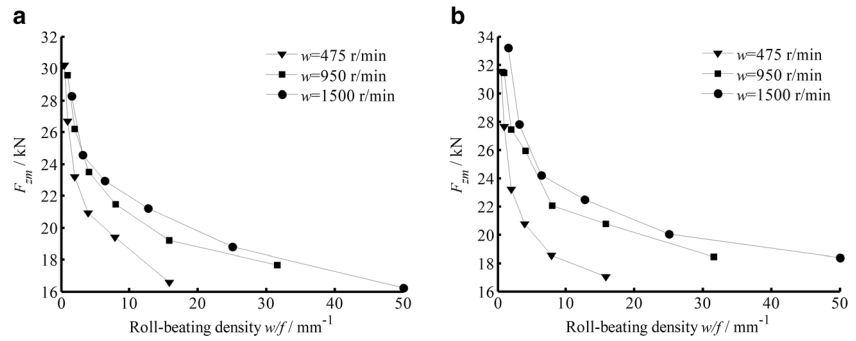 a
32
30
28
26
24
22
20
18
16
F_zm / kN
w=475 r/min
w=950 r/min
w=1500 r/min
0 10 20 30 40 50
Roll-beating density w/f / mm⁻¹
b
34
32
30
28
26
24
22
20
18
16
F_zm / kN
w=475 r/min
w=950 r/min
w=1500 r/min
0 10 20 30 40 50
Roll-beating density w/f / mm⁻¹